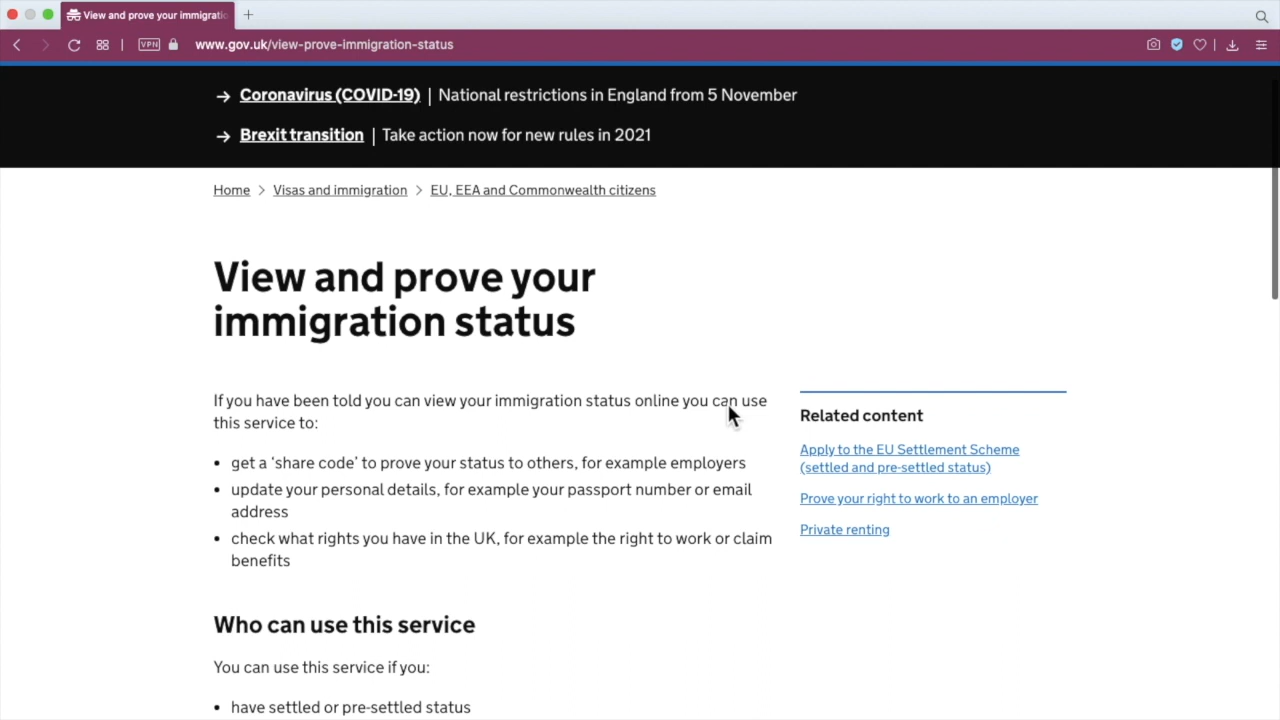 View and prove your immigratio
VPN
www.gov.uk/view-prove-immigration-status
Coronavirus (COVID-19) | National restrictions in England from 5 November
Brexit transition | Take action now for new rules in 2021
Home > Visas and immigration > EU, EEA and Commonwealth citizens
View and prove your
immigration status
If you have been told you can view your immigration status online you can use
this service to:
• get a ‘share code’ to prove your status to others, for example employers
• update your personal details, for example your passport number or email
address
• check what rights you have in the UK, for example the right to work or claim
benefits
Related content
Apply to the EU Settlement Scheme
(settled and pre-settled status)
Prove your right to work to an employer
Private renting
Who can use this service
You can use this service if you:
• have settled or pre-settled status